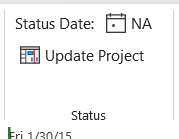 Status Date: NA
Update Project
Status
Fri 1/30/15